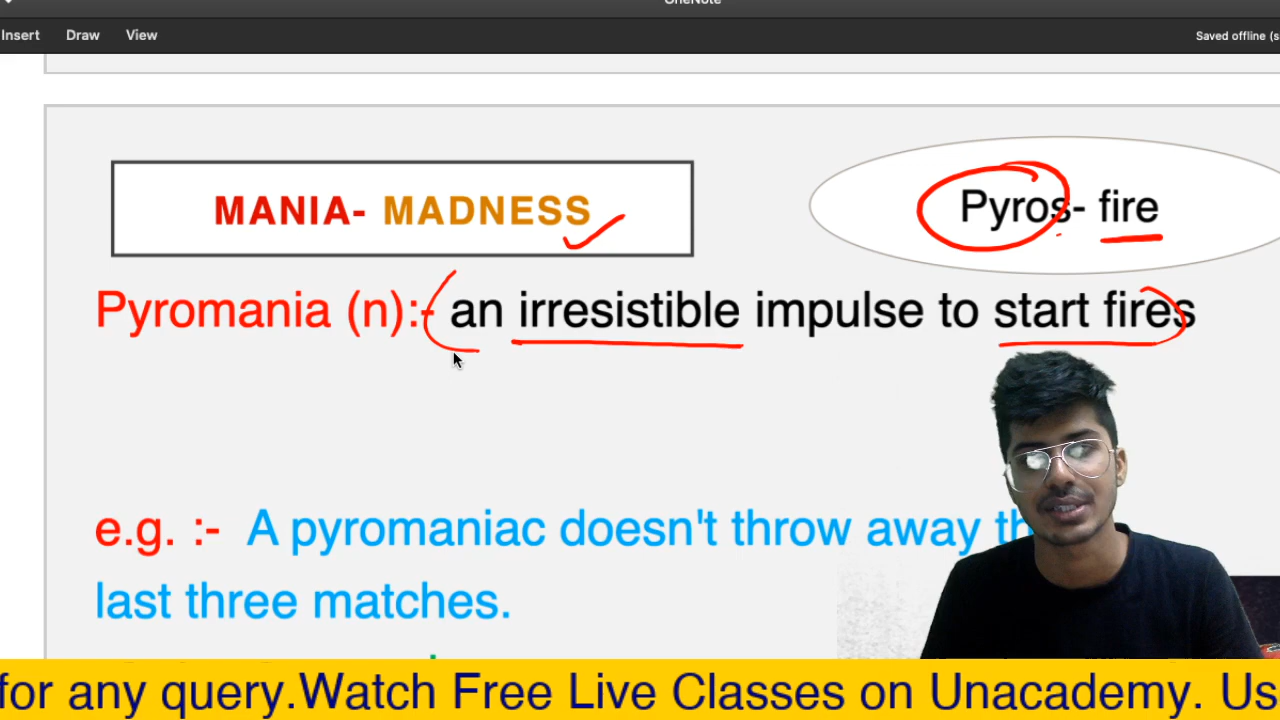 OneNote
Insert Draw View Saved offline (s
MANIA- MADNESS
Pyros- fire
Pyromania (n):- an irresistible impulse to start fires
e.g. :- A pyromaniac doesn't throw away
last three matches.
for any query.Watch Free Live Classes on Unacademy. Us